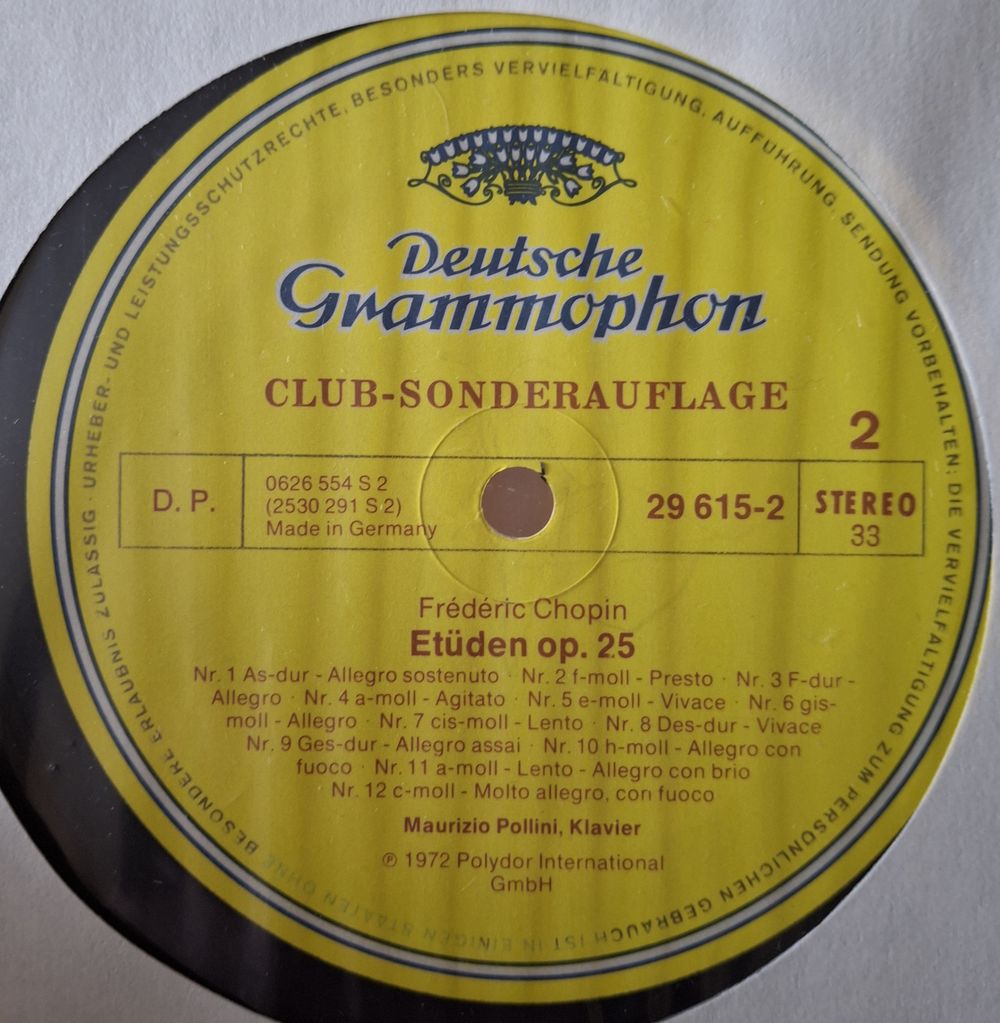 URHEBER- UND LEISTUNGSSCHUTZRECHTE, BESONDERS VERVIELFÄLTIGUNG, AUFFÜHRUNG, SENDUNG VORBEHALTEN; DIE VERVIELFÄLTIGUNG ZUM PERSÖNLICHEN GEBRAUCH IST IN EINIGEN STAATEN OHNE BESONDERE ERLAUBNIS ZULÄSSIG ·
Deutsche
Grammophon
CLUB-SONDERAUFLAGE
2
D. P.
0626 554 S 2
(2530 291 S 2)
Made in Germany
29 615-2
STEREO
33
Frédéric Chopin
Etüden op. 25
Nr. 1 As-dur - Allegro sostenuto · Nr. 2 f-moll - Presto · Nr. 3 F-dur -
Allegro · Nr. 4 a-moll - Agitato · Nr. 5 e-moll - Vivace · Nr. 6 gis-
moll - Allegro · Nr. 7 cis-moll - Lento · Nr. 8 Des-dur - Vivace
Nr. 9 Ges-dur - Allegro assai · Nr. 10 h-moll - Allegro con
fuoco · Nr. 11 a-moll - Lento - Allegro con brio
Nr. 12 c-moll - Molto allegro, con fuoco
Maurizio Pollini, Klavier
℗ 1972 Polydor International
GmbH